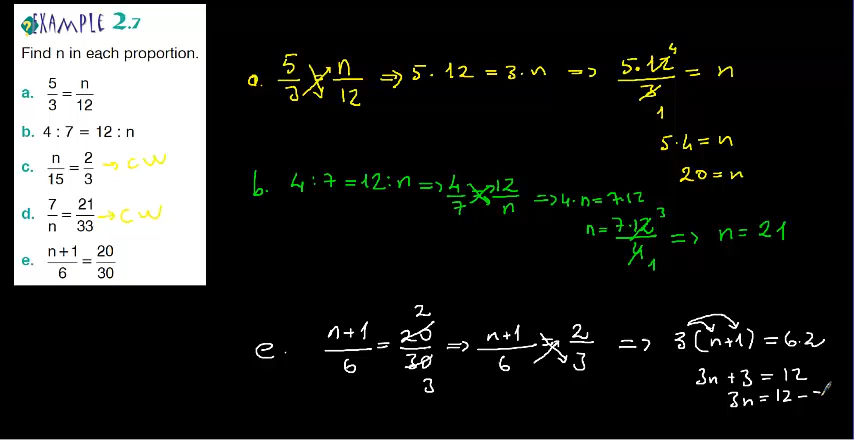 EXAMPLE 2.7
Find n in each proportion.
a. 5/3 = n/12
b. 4 : 7 = 12 : n
c. n/15 = 2/3 → CW
d. 7/n = 21/33 → CW
e. n+1/6 = 20/30
a. 5/3 = n/12 ⇒ 5 · 12 = 3 · n ⇒ 5 · 12 4/3 1 = n
5 · 4 = n
20 = n
b. 4 : 7 = 12 : n ⇒ 4/7 = 12/n ⇒ 4 · n = 7 · 12
n = 7 · 12 3/4 1 ⇒ n = 21
e. n+1/6 = 20 2/30 3 ⇒ n+1/6 = 2/3 ⇒ 3(n+1) = 6 · 2
3n + 3 = 12
3n = 12 -